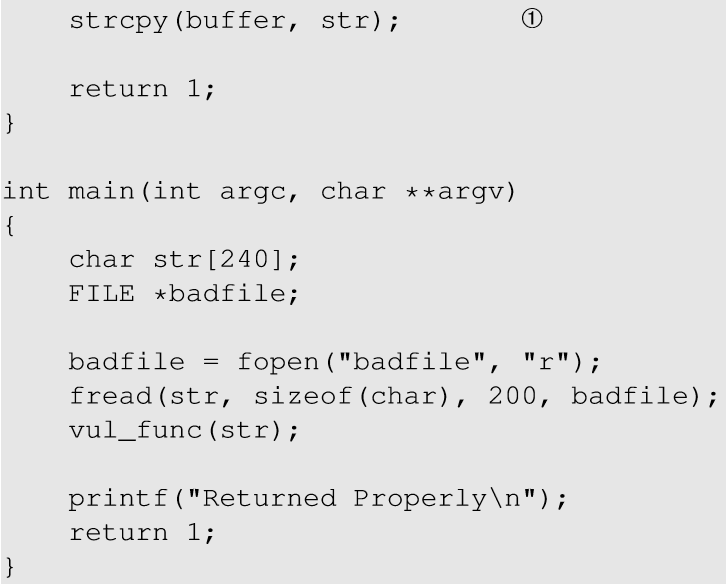 strcpy(buffer, str);        ①
return 1;
}
int main(int argc, char **argv)
{
char str[240];
FILE *badfile;
badfile = fopen("badfile", "r");
fread(str, sizeof(char), 200, badfile);
vul_func(str);
printf("Returned Properly\n");
return 1;
}